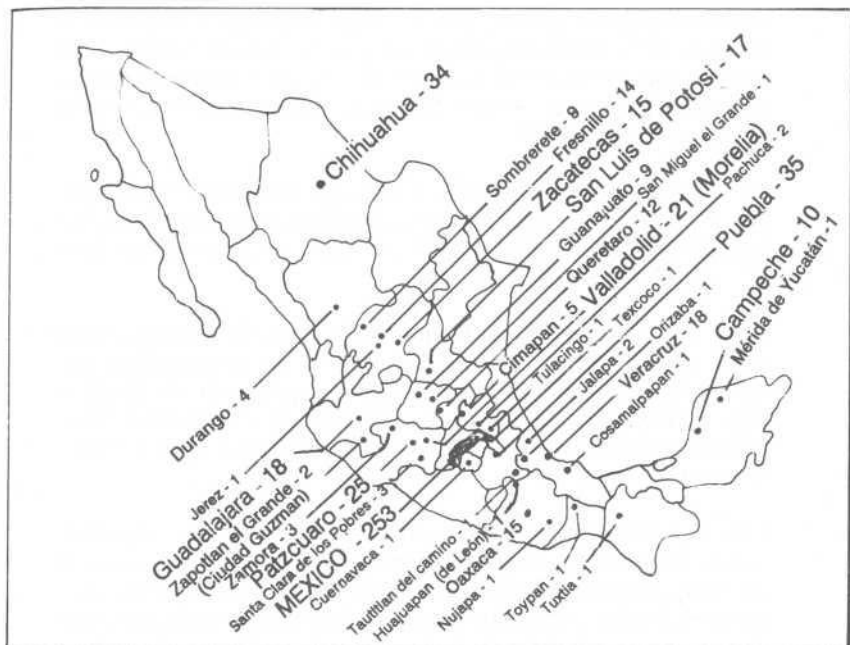 Chihuahua - 34
Sombrerete - 9
Fresnillo - 14
Zacatecas - 15
San Luis de Potosi - 17
Guanajuato - 9
San Miguel el Grande - 1
Queretaro - 12
Valladolid - 21 (Morelia)
Pachuca - 2
Cimapan - 5
Tulacingo - 1
Texcoco - 1
Puebla - 35
Jalapa - 2
Orizaba - 1
Veracruz - 18
Cosamalpapan - 1
Campeche - 10
Mérida de Yucatán - 1
Durango - 4
Jerez - 1
Guadalajara - 18
Zapotlan el Grande - 2
(Ciudad Guzman)
Zamora - 3
Patzcuaro - 25
Santa Clara de los Pobres - 3
MEXICO - 253
Cuernavaca - 1
Tautitlan del camino - 1
Huajuapan (de León) - 1
Oaxaca - 15
Nujapa - 1
Toypan - 1
Tuxtla - 1